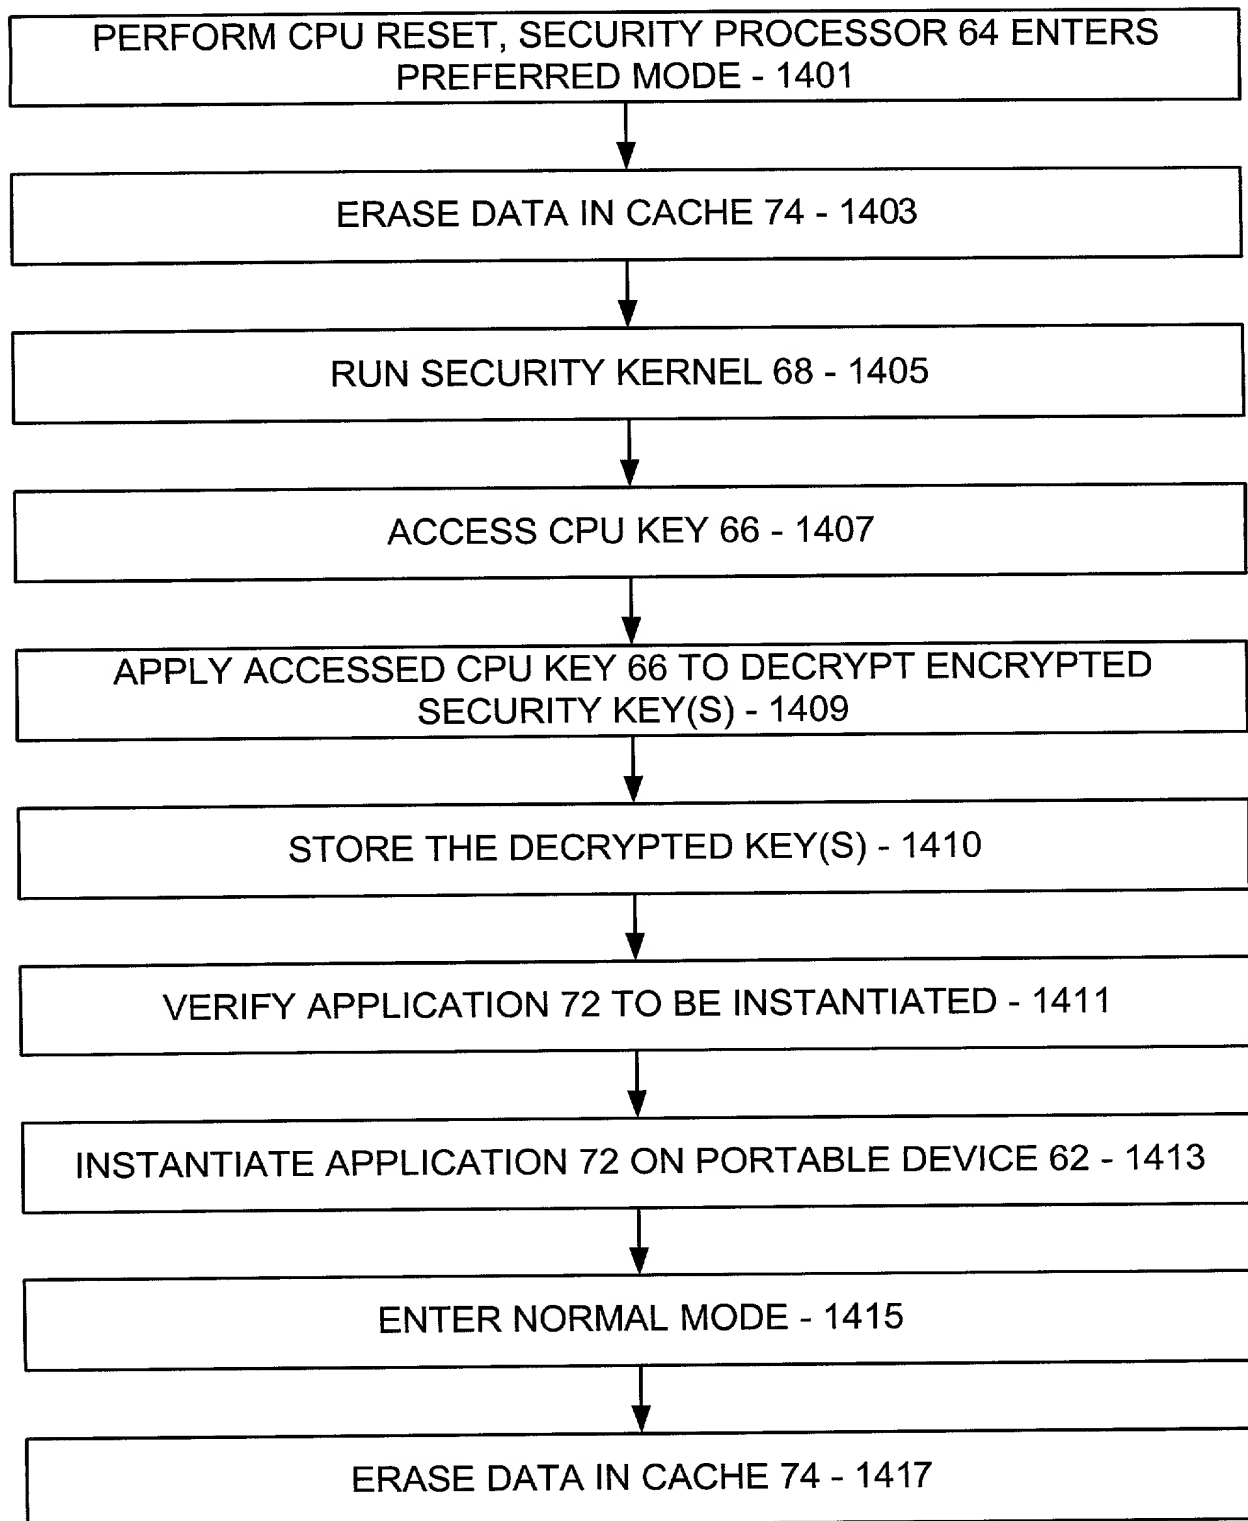 PERFORM CPU RESET, SECURITY PROCESSOR 64 ENTERS
PREFERRED MODE - 1401
ERASE DATA IN CACHE 74 - 1403
RUN SECURITY KERNEL 68 - 1405
ACCESS CPU KEY 66 - 1407
APPLY ACCESSED CPU KEY 66 TO DECRYPT ENCRYPTED
SECURITY KEY(S) - 1409
STORE THE DECRYPTED KEY(S) - 1410
VERIFY APPLICATION 72 TO BE INSTANTIATED - 1411
INSTANTIATE APPLICATION 72 ON PORTABLE DEVICE 62 - 1413
ENTER NORMAL MODE - 1415
ERASE DATA IN CACHE 74 - 1417